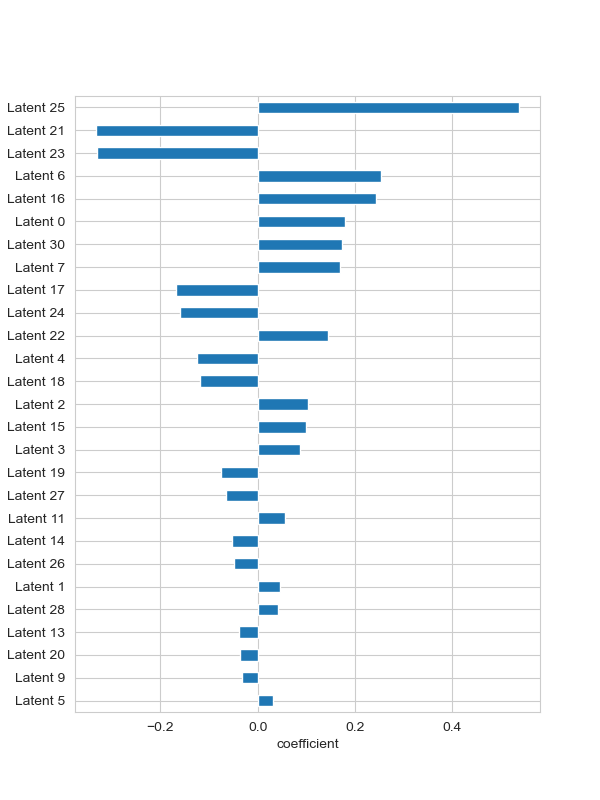 Latent 25
Latent 21
Latent 23
Latent 6
Latent 16
Latent 0
Latent 30
Latent 7
Latent 17
Latent 24
Latent 22
Latent 4
Latent 18
Latent 2
Latent 15
Latent 3
Latent 19
Latent 27
Latent 11
Latent 14
Latent 26
Latent 1
Latent 28
Latent 13
Latent 20
Latent 9
Latent 5
−0.2 0.0 0.2 0.4
coefficient